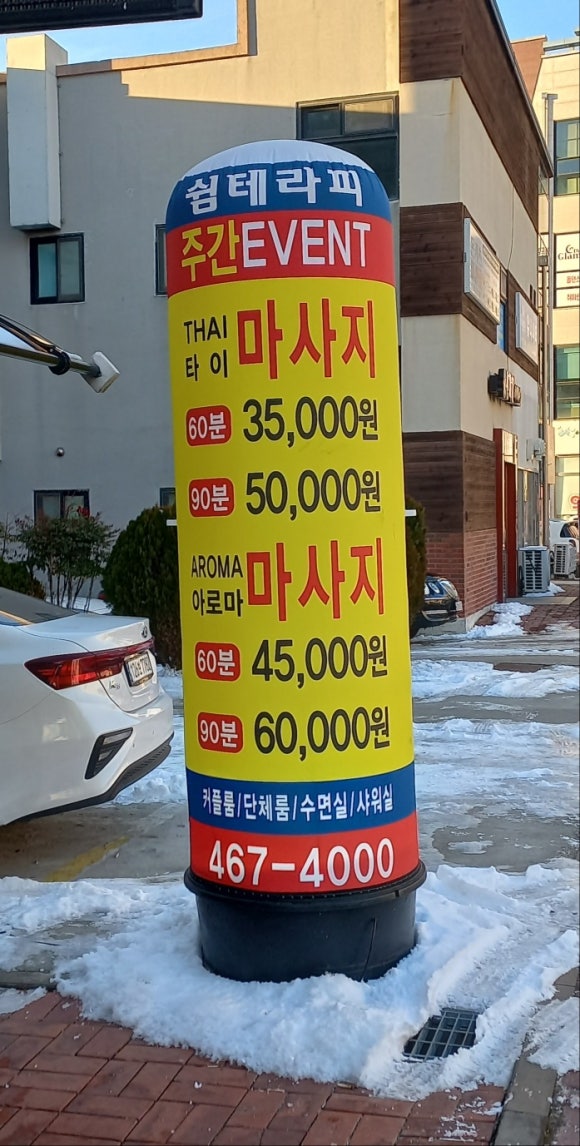 쉼테라피
주간EVENT
THAI
타이
마사지
60분 35,000원
90분 50,000원
AROMA
아로마
마사지
60분 45,000원
90분 60,000원
커플룸/단체룸/수면실/샤워실
467-4000